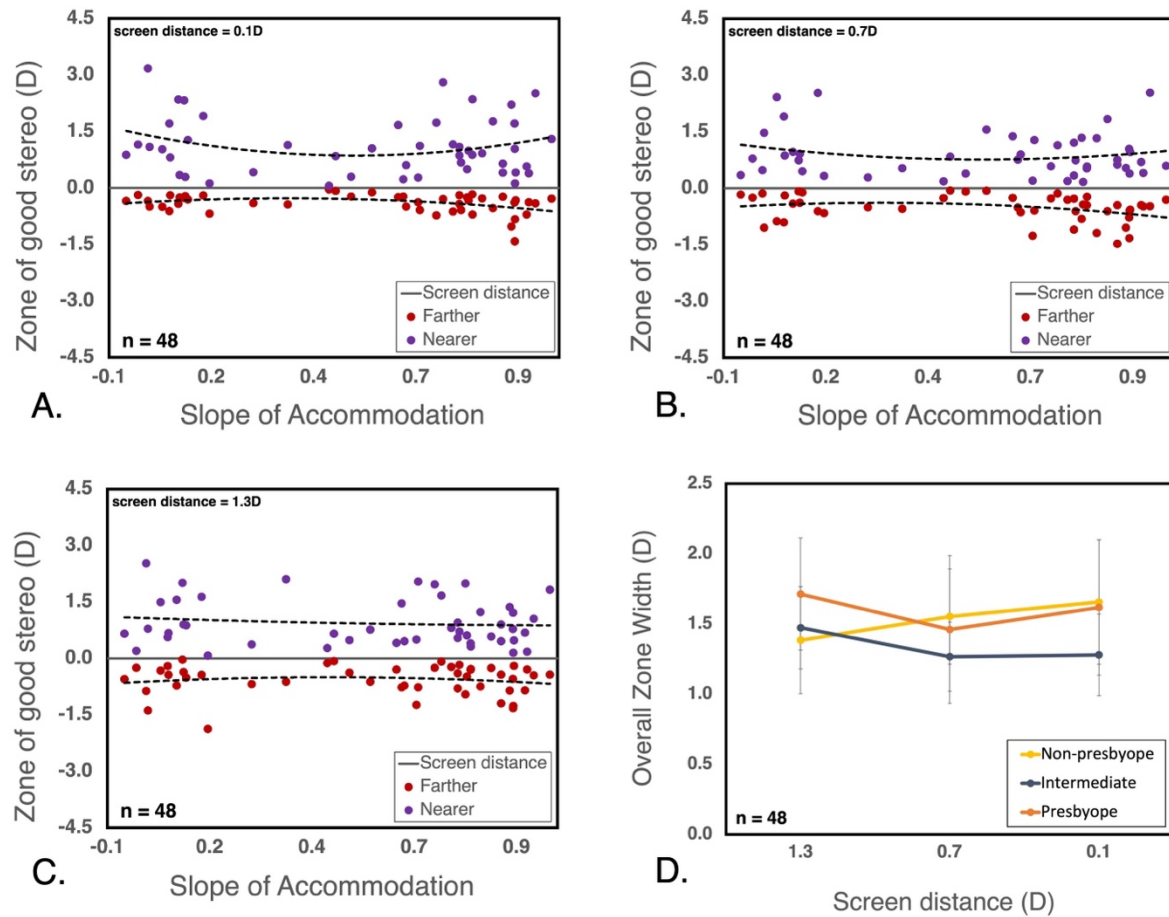 screen distance = 0.1D
Zone of good stereo (D)
4.5
3.0
1.5
0.0
-1.5
-3.0
-4.5
Screen distance
Farther
Nearer
n = 48
-0.1 0.2 0.4 0.7 0.9
A.
Slope of Accommodation
screen distance = 0.7D
Zone of good stereo (D)
4.5
3.0
1.5
0.0
-1.5
-3.0
-4.5
Screen distance
Farther
Nearer
n = 48
-0.1 0.2 0.4 0.7 0.9
B.
Slope of Accommodation
screen distance = 1.3D
Zone of good stereo (D)
4.5
3.0
1.5
0.0
-1.5
-3.0
-4.5
Screen distance
Farther
Nearer
n = 48
-0.1 0.2 0.4 0.7 0.9
C.
Slope of Accommodation
Overall Zone Width (D)
2.5
2.0
1.5
1.0
0.5
0.0
Non-presbyope
Intermediate
Presbyope
n = 48
1.3 0.7 0.1
D.
Screen distance (D)